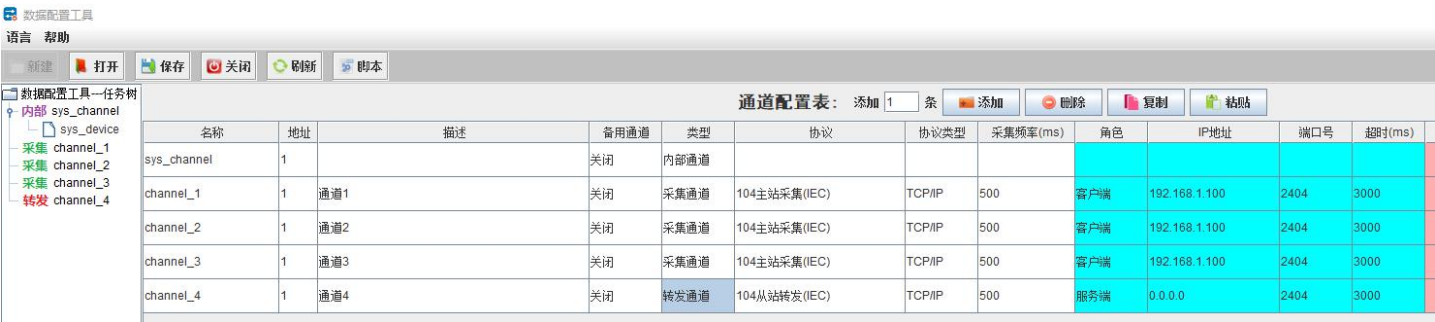 数据配置工具
语言 帮助
新建 打开 保存 关闭 刷新 脚本
数据配置工具---任务树
内部 sys_channel
sys_device
采集 channel_1
采集 channel_2
采集 channel_3
转发 channel_4
通道配置表: 添加 1 条 添加 删除 复制 粘贴
名称 地址 描述 备用通道 类型 协议 协议类型 采集频率(ms) 角色 IP地址 端口号 超时(ms)
sys_channel 1 关闭 内部通道
channel_1 1 通道1 关闭 采集通道 104主站采集(IEC) TCP/IP 500 客户端 192.168.1.100 2404 3000
channel_2 1 通道2 关闭 采集通道 104主站采集(IEC) TCP/IP 500 客户端 192.168.1.100 2404 3000
channel_3 1 通道3 关闭 采集通道 104主站采集(IEC) TCP/IP 500 客户端 192.168.1.100 2404 3000
channel_4 1 通道4 关闭 转发通道 104从站转发(IEC) TCP/IP 500 服务端 0.0.0.0 2404 3000